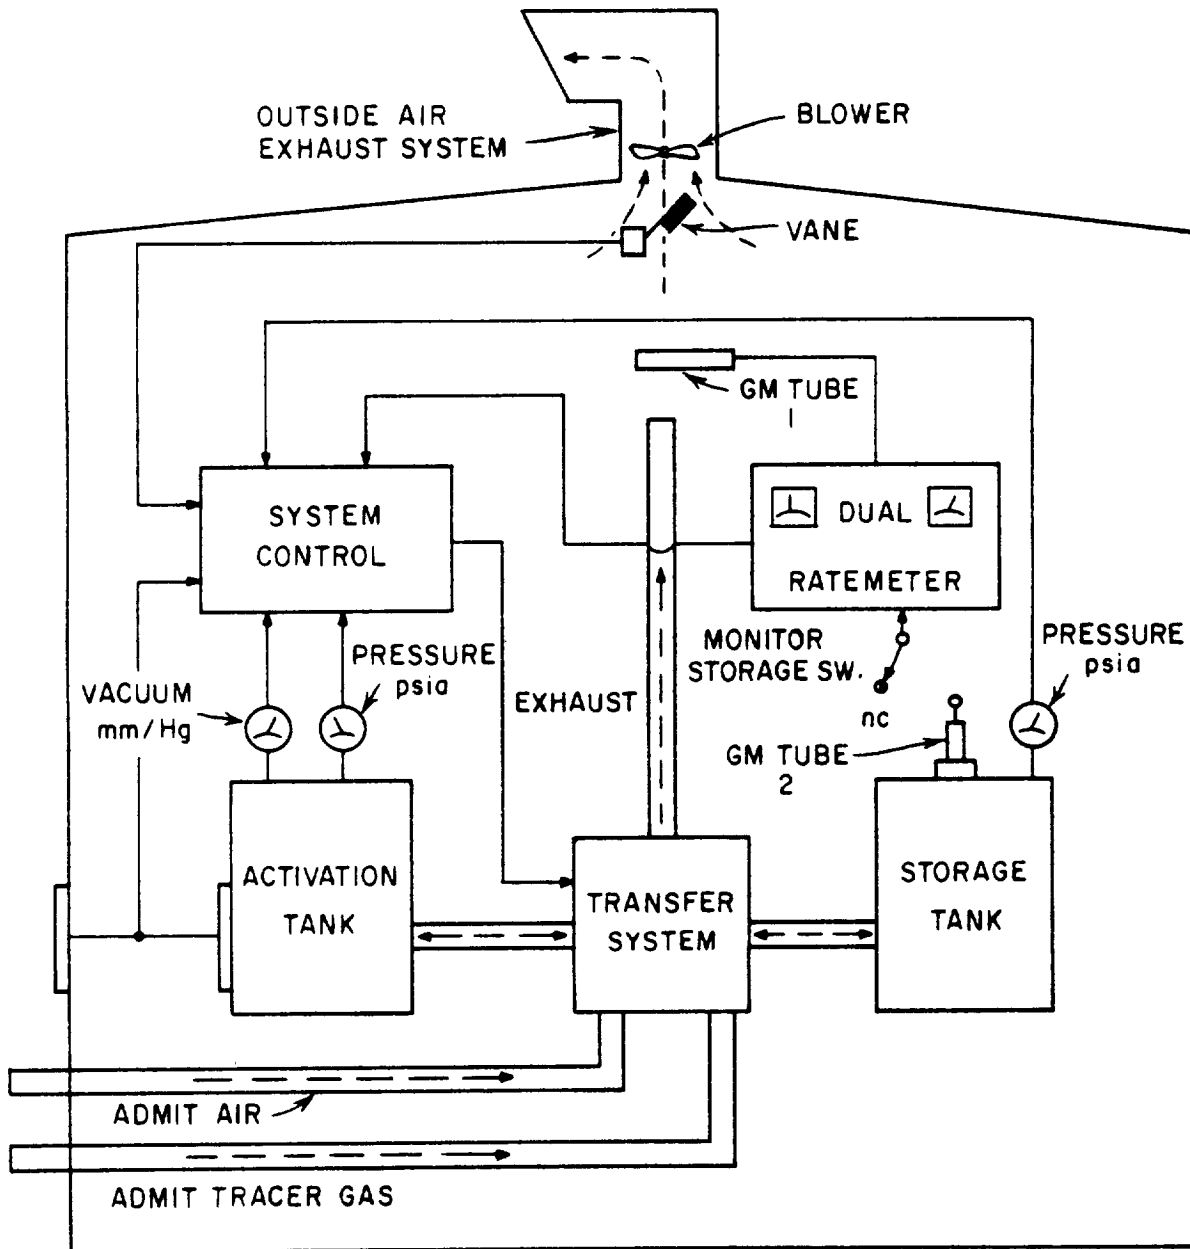 OUTSIDE AIR
EXHAUST SYSTEM
BLOWER
VANE
GM TUBE
1
SYSTEM
CONTROL
DUAL
RATEMETER
MONITOR
STORAGE SW.
nc
PRESSURE
psia
PRESSURE
psia
VACUUM
mm/Hg
EXHAUST
GM TUBE
2
ACTIVATION
TANK
TRANSFER
SYSTEM
STORAGE
TANK
ADMIT AIR
ADMIT TRACER GAS